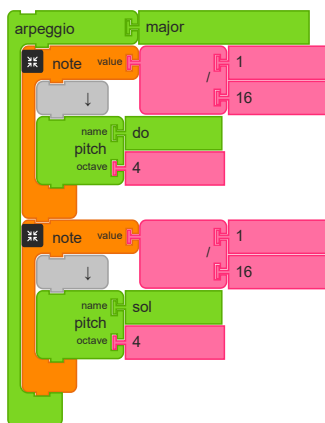 arpeggio major
note value 1
/
16
↓
name do
pitch
octave 4
note value 1
/
16
↓
name sol
pitch
octave 4